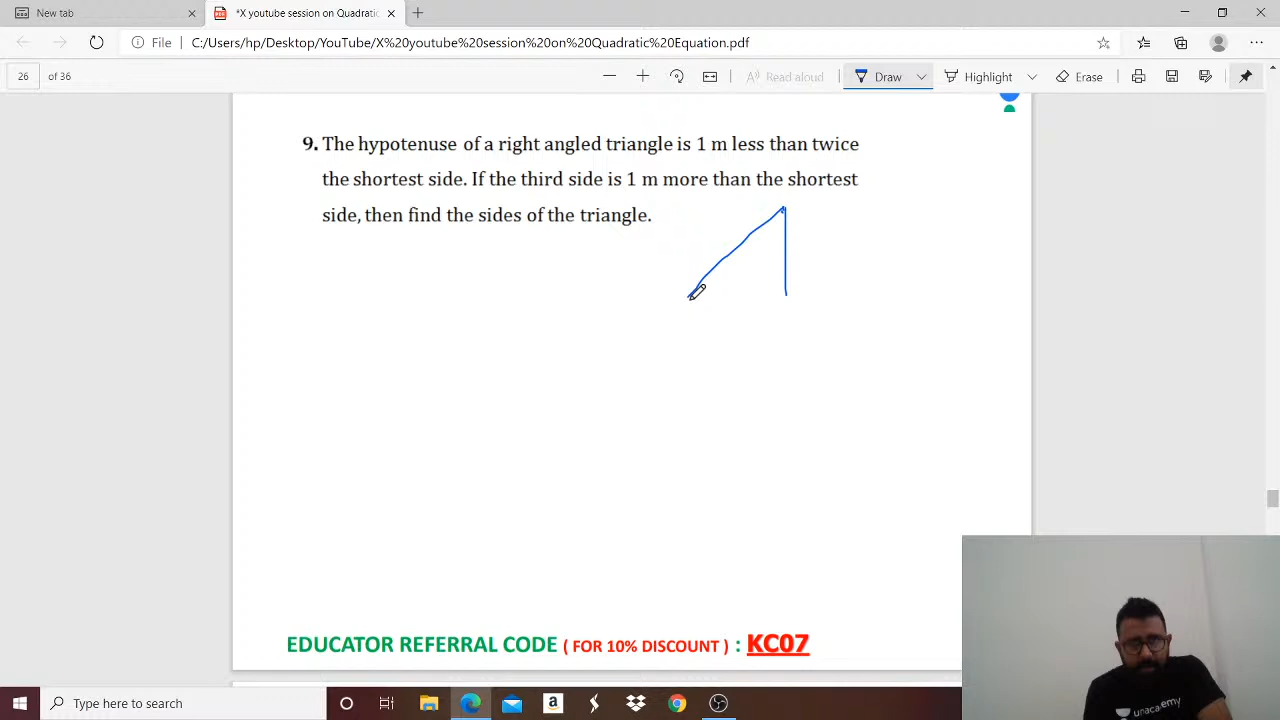 New tab
*X youtube session on Quadratic
File
C:/Users/hp/Desktop/YouTube/X%20youtube%20session%20on%20Quadratic%20Equation.pdf
26
of 36
Read aloud
Draw
Highlight
Erase
9. The hypotenuse of a right angled triangle is 1 m less than twice
the shortest side. If the third side is 1 m more than the shortest
side, then find the sides of the triangle.
EDUCATOR REFERRAL CODE ( FOR 10% DISCOUNT ) : KC07
unacademy
Type here to search